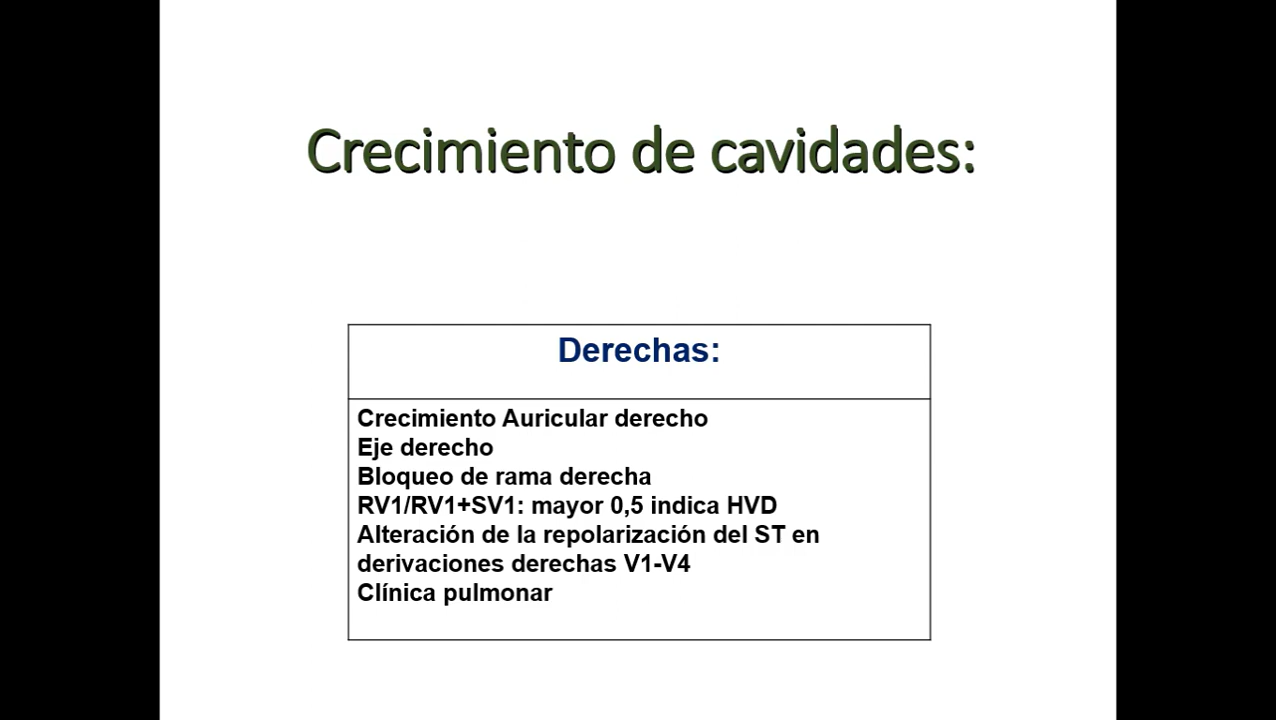 Crecimiento de cavidades:
Derechas:
Crecimiento Auricular derecho
Eje derecho
Bloqueo de rama derecha
RV1/RV1+SV1: mayor 0,5 indica HVD
Alteración de la repolarización del ST en
derivaciones derechas V1-V4
Clínica pulmonar